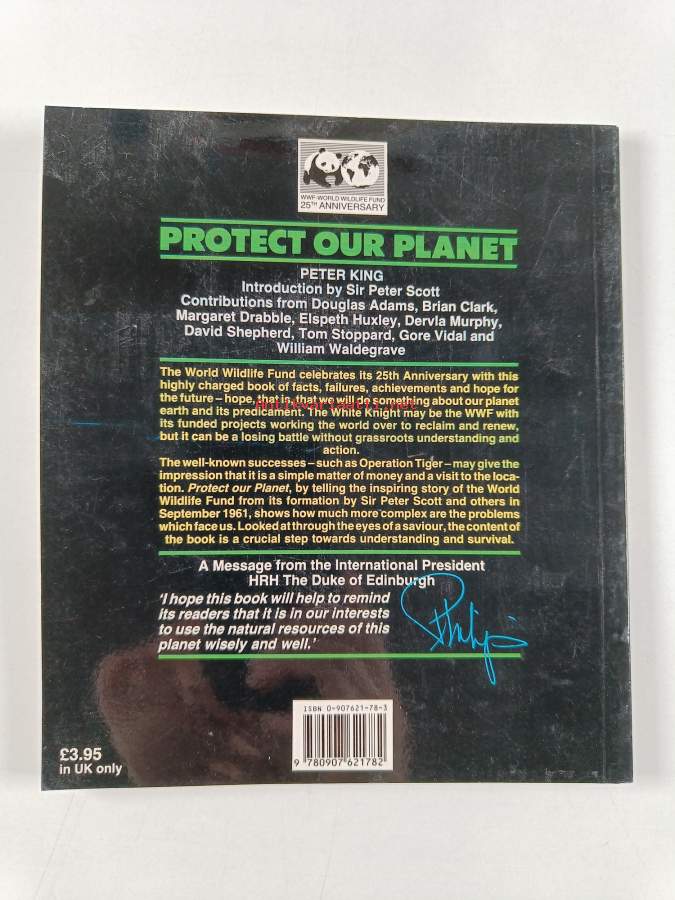 WWF-WORLD WILDLIFE FUND
25TH ANNIVERSARY
PROTECT OUR PLANET
PETER KING
Introduction by Sir Peter Scott
Contributions from Douglas Adams, Brian Clark,
Margaret Drabble, Elspeth Huxley, Dervla Murphy,
David Shepherd, Tom Stoppard, Gore Vidal and
William Waldegrave
The World Wildlife Fund celebrates its 25th Anniversary with this
highly charged book of facts, failures, achievements and hope for
the future – hope, that is, that we will do something about our planet
antikvariaatti.net
earth and its predicament. The White Knight may be the WWF with
its funded projects working the world over to reclaim and renew,
but it can be a losing battle without grassroots understanding and
action.
The well-known successes – such as Operation Tiger – may give the
impression that it is a simple matter of money and a visit to the loca-
tion. Protect our Planet, by telling the inspiring story of the World
Wildlife Fund from its formation by Sir Peter Scott and others in
September 1961, shows how much more complex are the problems
which face us. Looked at through the eyes of a saviour, the content of
the book is a crucial step towards understanding and survival.
A Message from the International President
HRH The Duke of Edinburgh
'I hope this book will help to remind
its readers that it is in our interests
to use the natural resources of this
planet wisely and well.'
Philip
ISBN 0-907621-78-3
9 780907 621782
£3.95
in UK only